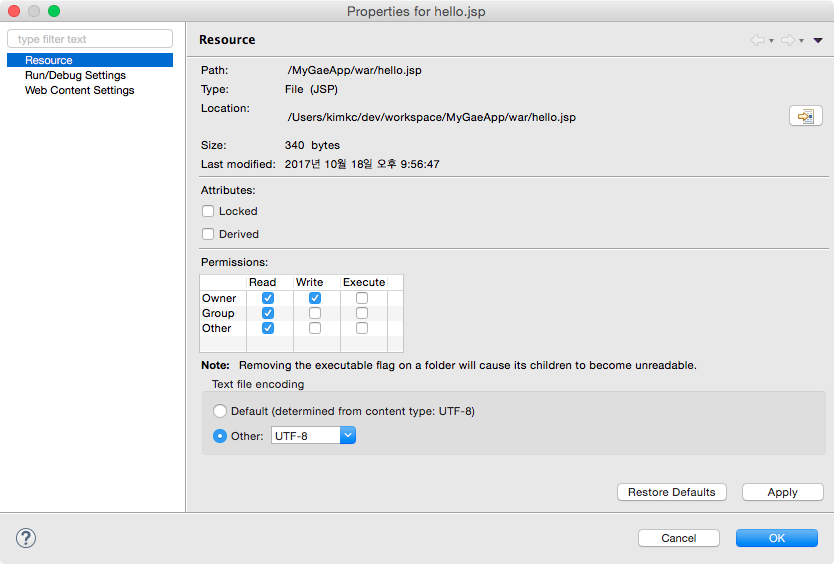 Properties for hello.jsp
type filter text
Resource
Run/Debug Settings
Web Content Settings
Resource
Path: /MyGaeApp/war/hello.jsp
Type: File (JSP)
Location: /Users/kimkc/dev/workspace/MyGaeApp/war/hello.jsp
Size: 340 bytes
Last modified: 2017년 10월 18일 오후 9:56:47
Attributes:
Locked
Derived
Permissions:
Read Write Execute
Owner
Group
Other
Note: Removing the executable flag on a folder will cause its children to become unreadable.
Text file encoding
Default (determined from content type: UTF-8)
Other: UTF-8
Restore Defaults Apply
? Cancel OK